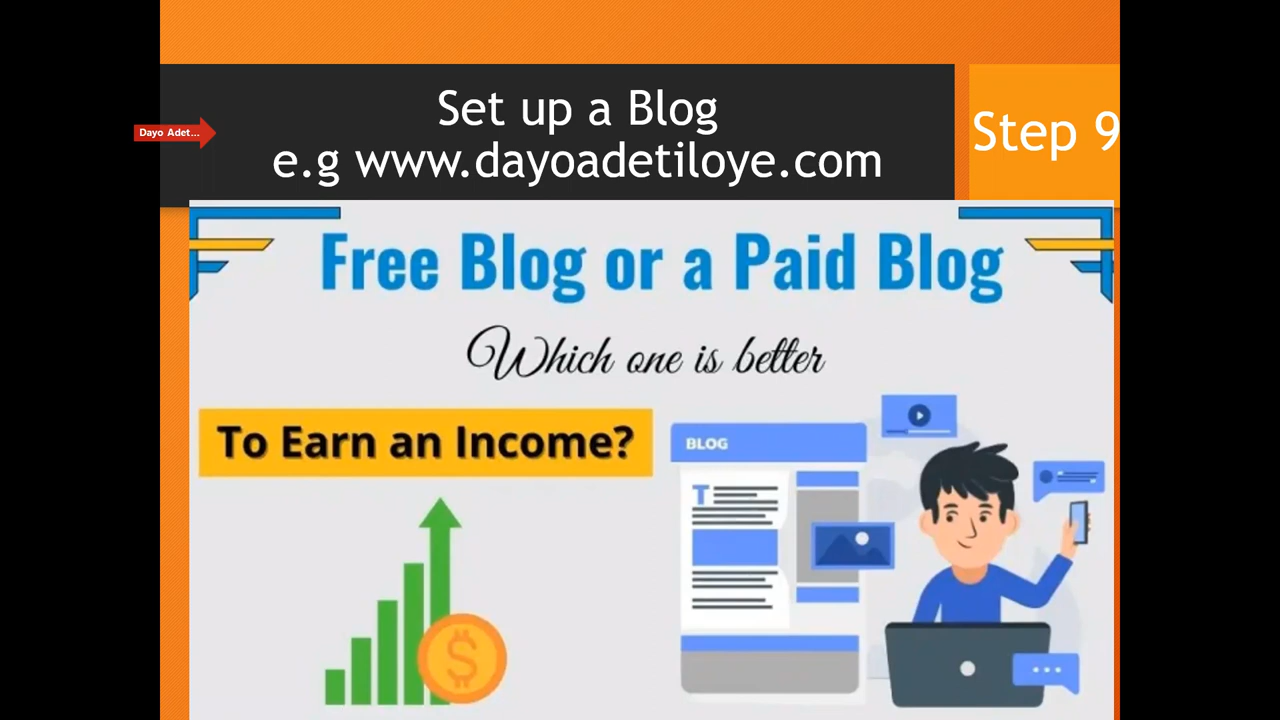 Set up a Blog
e.g www.dayoadetiloye.com
Step 9
Dayo Adet...
Free Blog or a Paid Blog
Which one is better
To Earn an Income?
BLOG
T